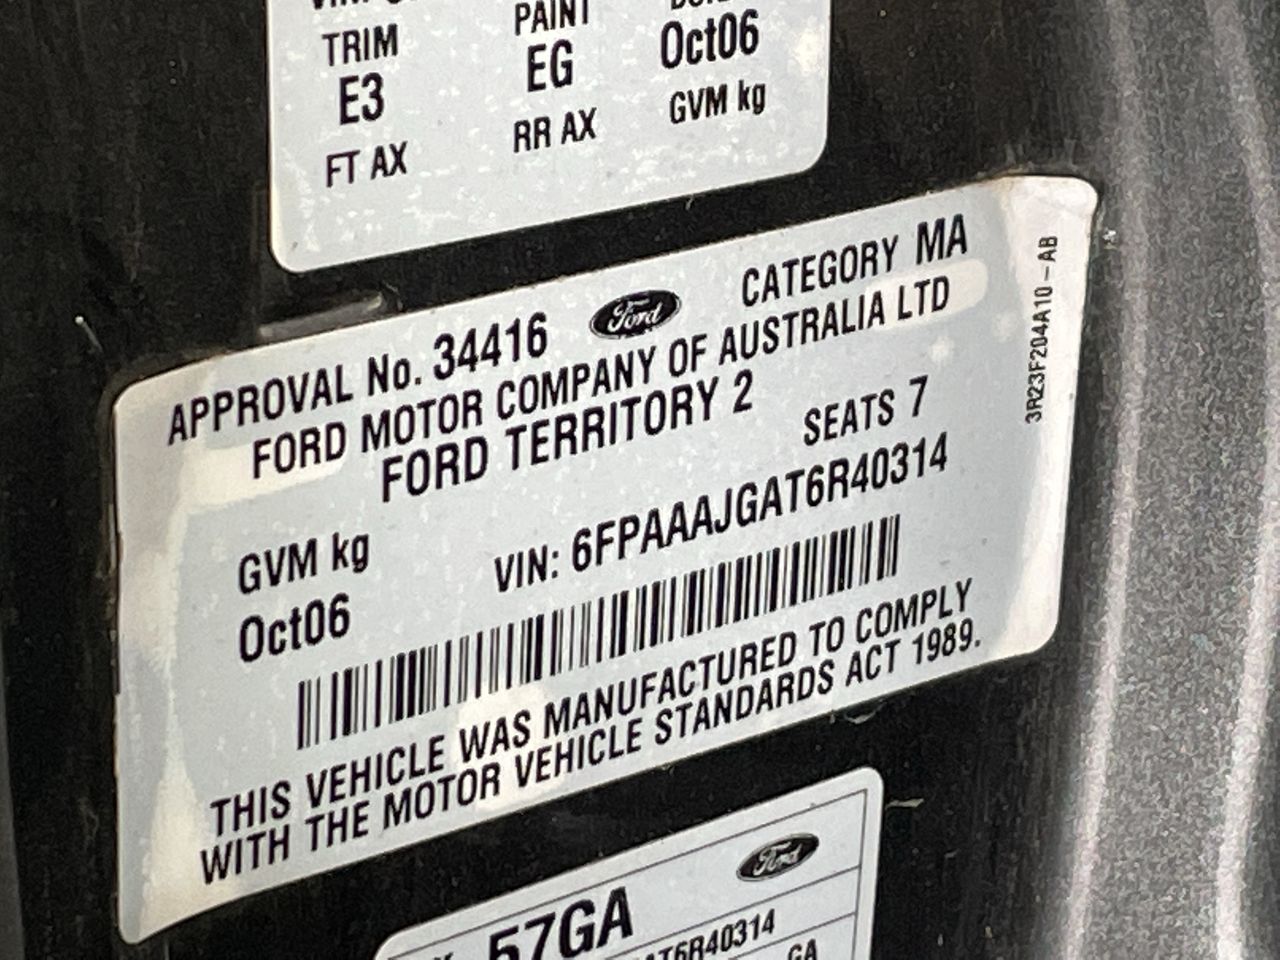 TRIM PAINT
E3 EG Oct06
FT AX RR AX GVM kg
APPROVAL No. 34416 Ford CATEGORY MA
FORD MOTOR COMPANY OF AUSTRALIA LTD
FORD TERRITORY 2
SEATS 7
GVM kg VIN: 6FPAAAJGAT6R40314
Oct06
THIS VEHICLE WAS MANUFACTURED TO COMPLY
WITH THE MOTOR VEHICLE STANDARDS ACT 1989.
3R23F204A10-AB
Ford
57GA
AT6R40314
GA